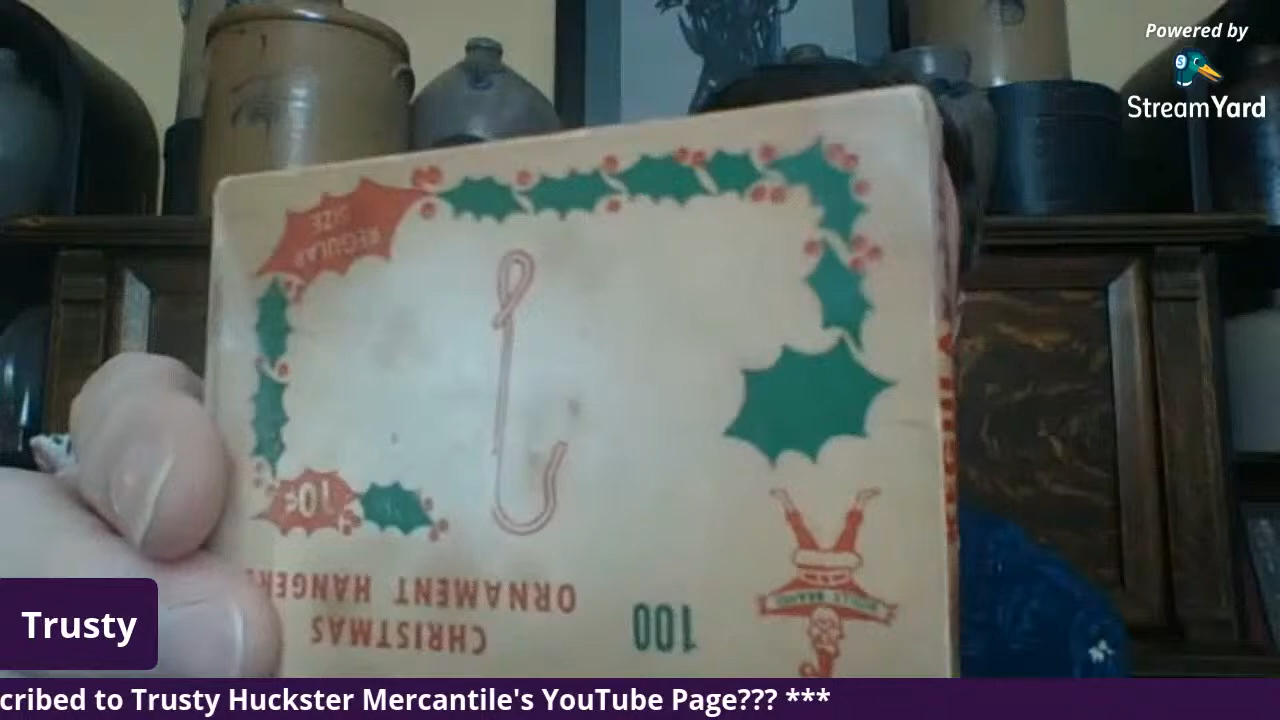 Powered by
StreamYard
100
CHRISTMAS
ORNAMENT HANGERS
10¢
REGULAR
SIZE
Trusty
cribed to Trusty Huckster Mercantile's YouTube Page??? ***